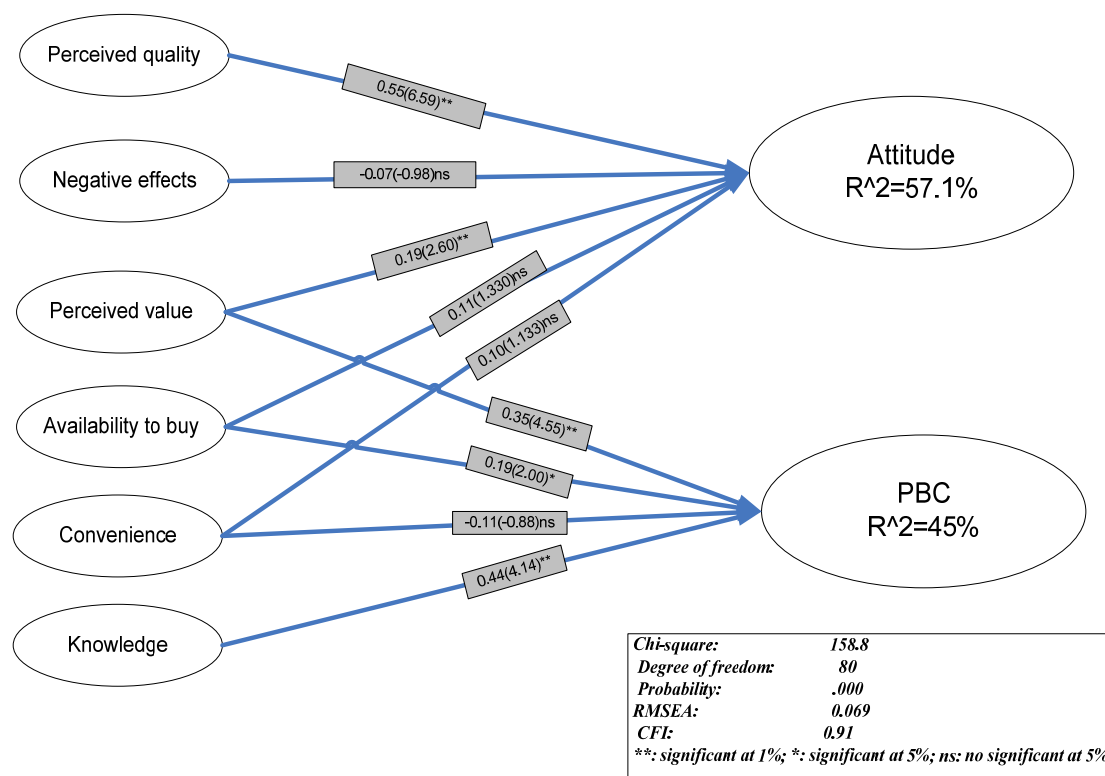 Perceived quality
0.55(6.59)**
Attitude
R^2=57.1%
Negative effects
-0.07(-0.98)ns
0.19(2.60)**
Perceived value
0.11(1.330)ns
0.10(1.133)ns
Availability to buy
0.35(4.55)**
0.19(2.00)*
PBC
R^2=45%
Convenience
-0.11(-0.88)ns
0.44(4.14)**
Knowledge
Chi-square: 158.8
Degree of freedom: 80
Probability: .000
RMSEA: 0.069
CFI: 0.91
**: significant at 1%; *: significant at 5%; ns: no significant at 5%